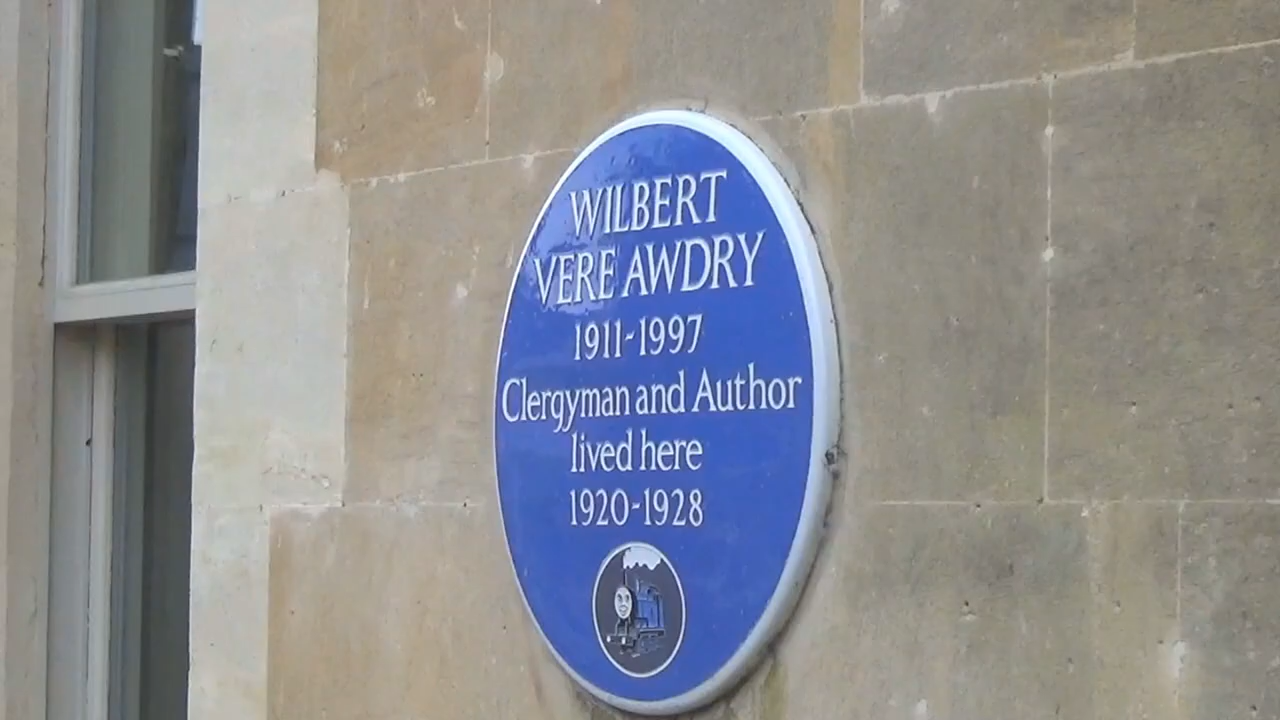 WILBERT
VERE AWDRY
1911-1997
Clergyman and Author
lived here
1920-1928